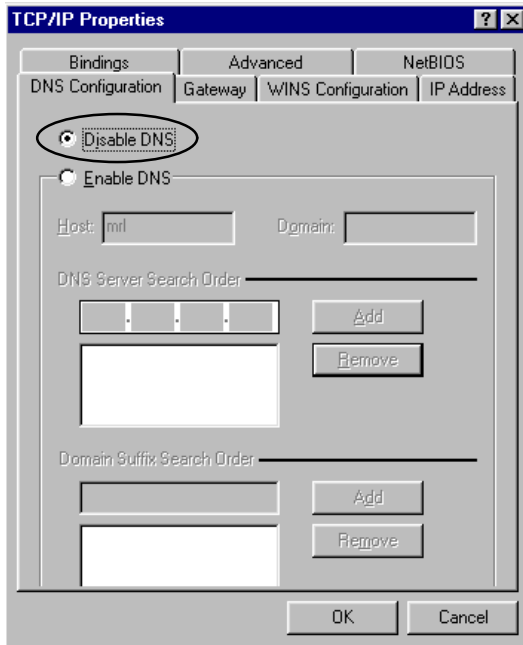 TCP/IP Properties
Bindings Advanced NetBIOS
DNS Configuration Gateway WINS Configuration IP Address
Disable DNS
Enable DNS
Host: mrl Domain:
DNS Server Search Order
Add
Remove
Domain Suffix Search Order
Add
Remove
OK Cancel